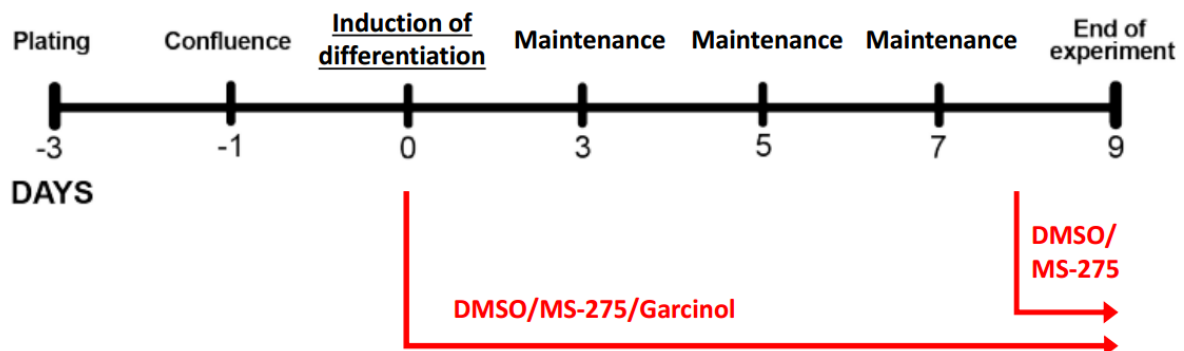 Plating
Confluence
Induction of
differentiation
Maintenance
Maintenance
Maintenance
End of
experiment
-3
-1
0
3
5
7
9
DAYS
DMSO/
MS-275
DMSO/MS-275/Garcinol